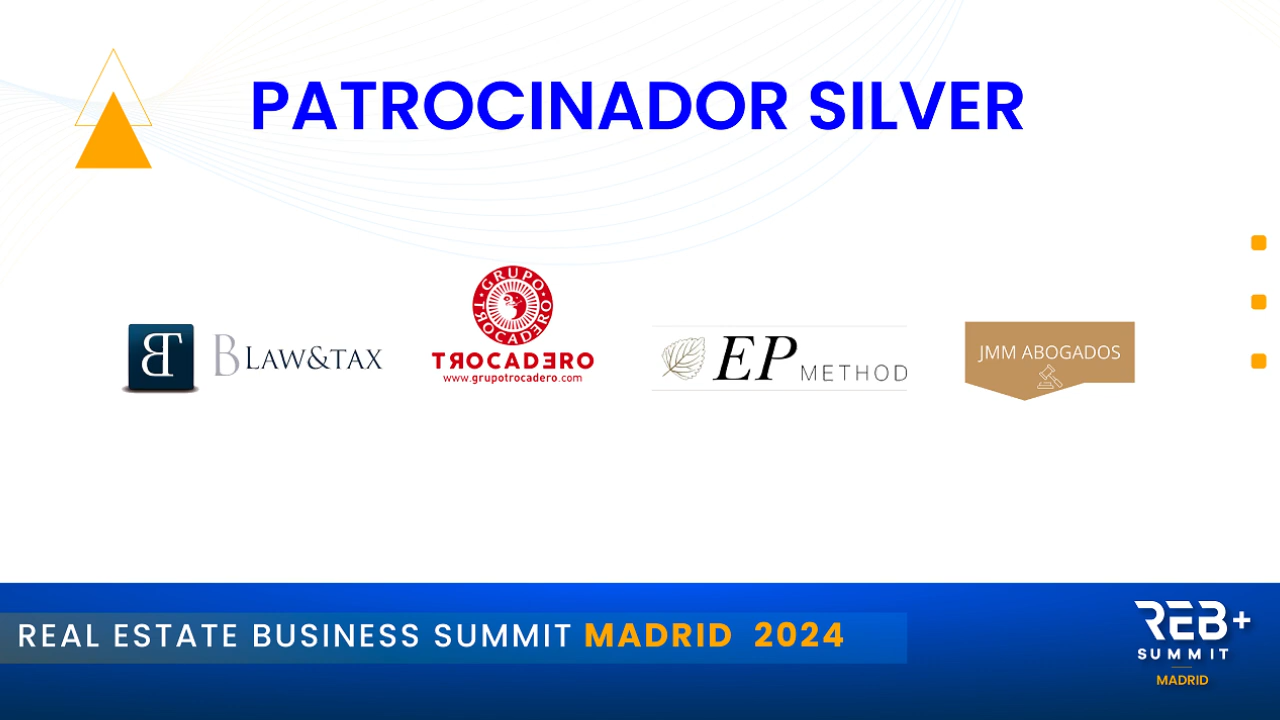 PATROCINADOR SILVER
BT
B LAW&TAX
·GRUPO·
TROCADERO
TROCADERO
www.grupotrocadero.com
EP METHOD
JMM ABOGADOS
REAL ESTATE BUSINESS SUMMIT MADRID 2024
REB+
SUMMIT
MADRID